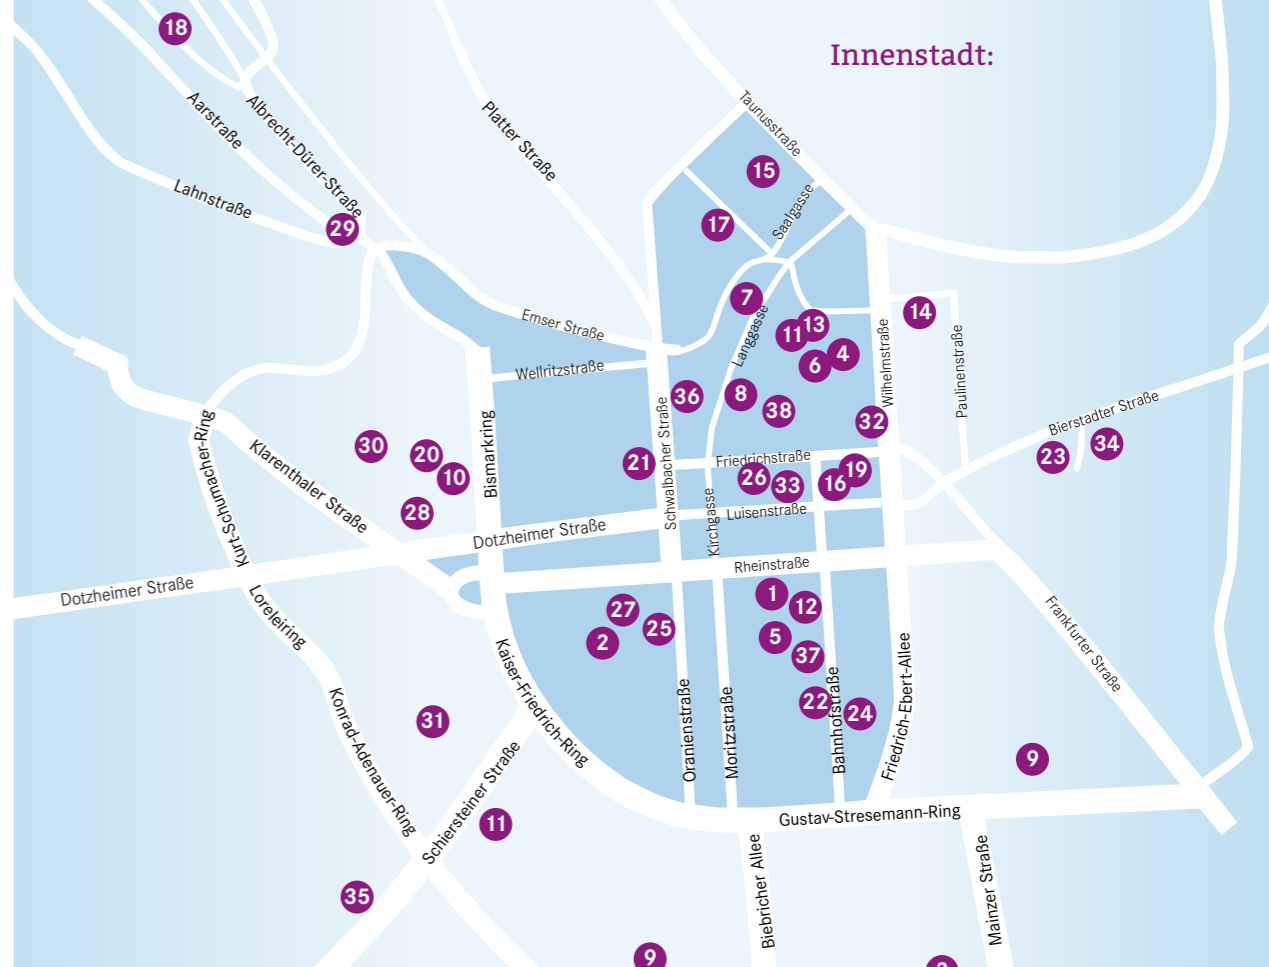 18
Innenstadt:
Aarstraße
Albrecht-Dürer-Straße
Platter Straße
Taunusstraße
15
Lahnstraße
Saalgasse
29
17
7
14
Emser Straße
Langgasse
11
13
Wilhelmstraße
Paulinenstraße
6
4
Wellritzstraße
36
8
38
32
Bierstadter Straße
Kurt-Schumacher-Ring
Klarenthaler Straße
30
20
10
28
Bismarkring
21
Schwalbacher Straße
Friedrichstraße
26
33
16
19
23
34
Kirchgasse
Luisenstraße
Dotzheimer Straße
Dotzheimer Straße
Rheinstraße
Loreleiring
27
2
25
1
12
5
37
Frankfurter Straße
Kaiser-Friedrich-Ring
Oranienstraße
Moritzstraße
22
Bahnhofstraße
24
Friedrich-Ebert-Allee
31
Konrad-Adenauer-Ring
Schiersteiner Straße
9
11
Gustav-Stresemann-Ring
Biebricher Allee
Mainzer Straße
35
9